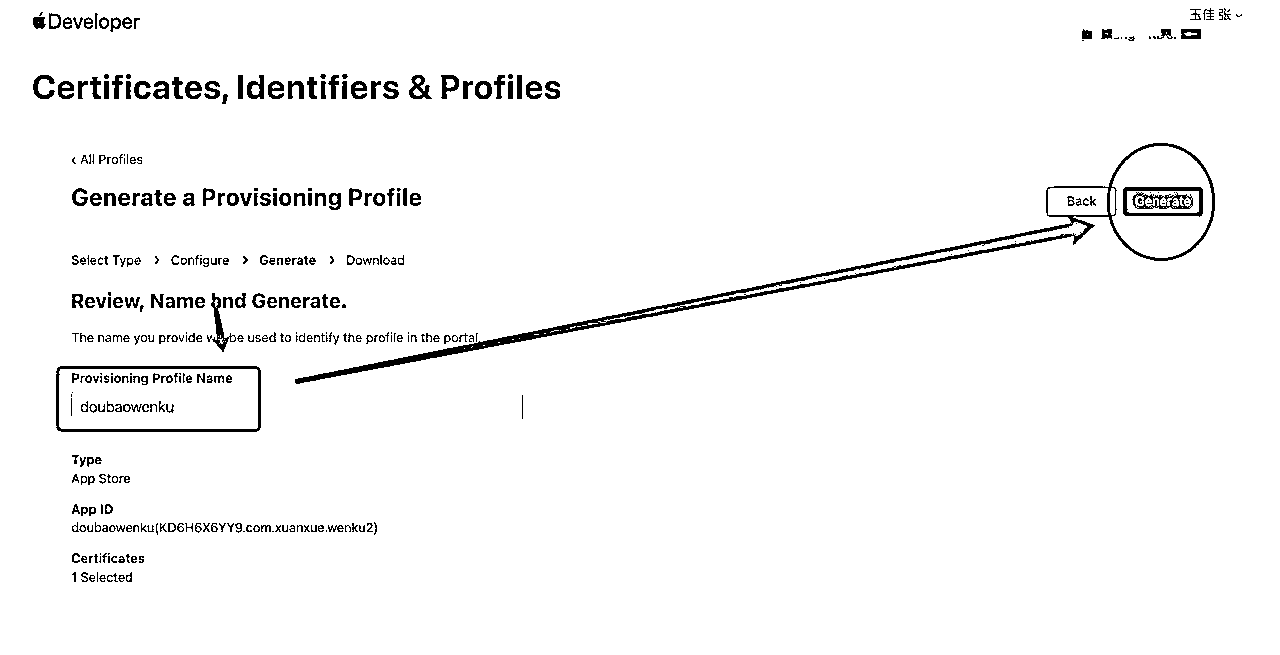 Developer
玉佳 张
Certificates, Identifiers & Profiles
‹ All Profiles
Generate a Provisioning Profile
Back
Generate
Select Type › Configure › Generate › Download
Review, Name and Generate.
The name you provide will be used to identify the profile in the portal.
Provisioning Profile Name
doubaowenku
Type
App Store
App ID
doubaowenku(KD6H6X6YY9.com.xuanxue.wenku2)
Certificates
1 Selected